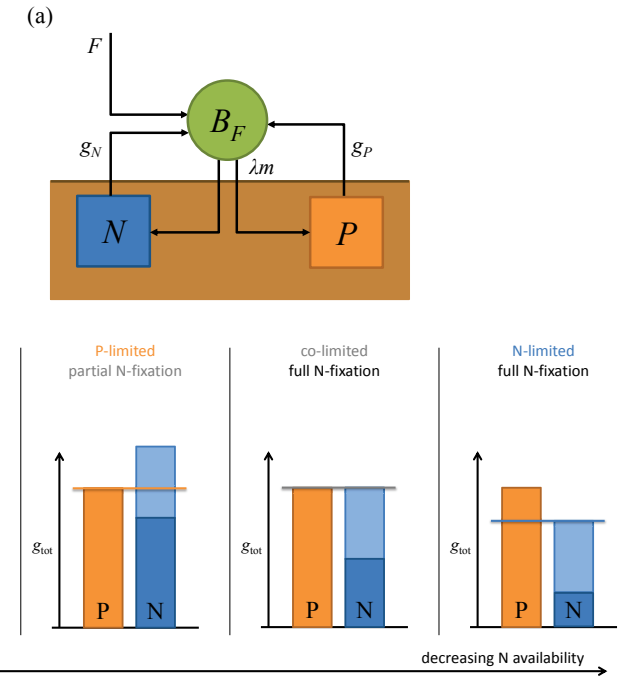 (a)
F
B_F
g_N
g_P
λm
N
P
P-limited
partial N-fixation
co-limited
full N-fixation
N-limited
full N-fixation
g_tot
P
N
g_tot
P
N
g_tot
P
N
decreasing N availability